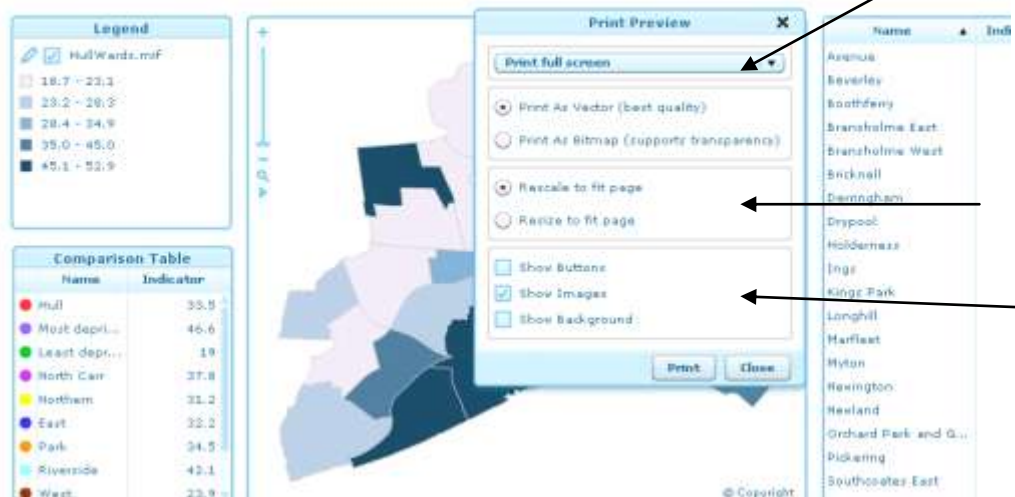 Legend
HullWards.mif
18.7 - 23.1
23.2 - 28.3
28.4 - 34.9
35.0 - 45.0
45.1 - 52.9
Comparison Table
Name Indicator
Hull 33.5
Most depri... 46.6
Least depr... 19
North Carr 37.8
Northern 31.2
East 32.2
Park 34.5
Riverside 42.1
West 23.9
Print Preview
Print full screen
Print As Vector (best quality)
Print As Bitmap (supports transparency)
Rescale to fit page
Resize to fit page
Show Buttons
Show Images
Show Background
Print Close
@ Copyright
Name Indi
Avenue
Beverley
Boothferry
Bransholme East
Bransholme West
Bricknell
Derringham
Drypool
Holderness
Ings
Kings Park
Longhill
Marfleet
Myton
Newington
Newland
Orchard Park and G...
Pickering
Southcoates East